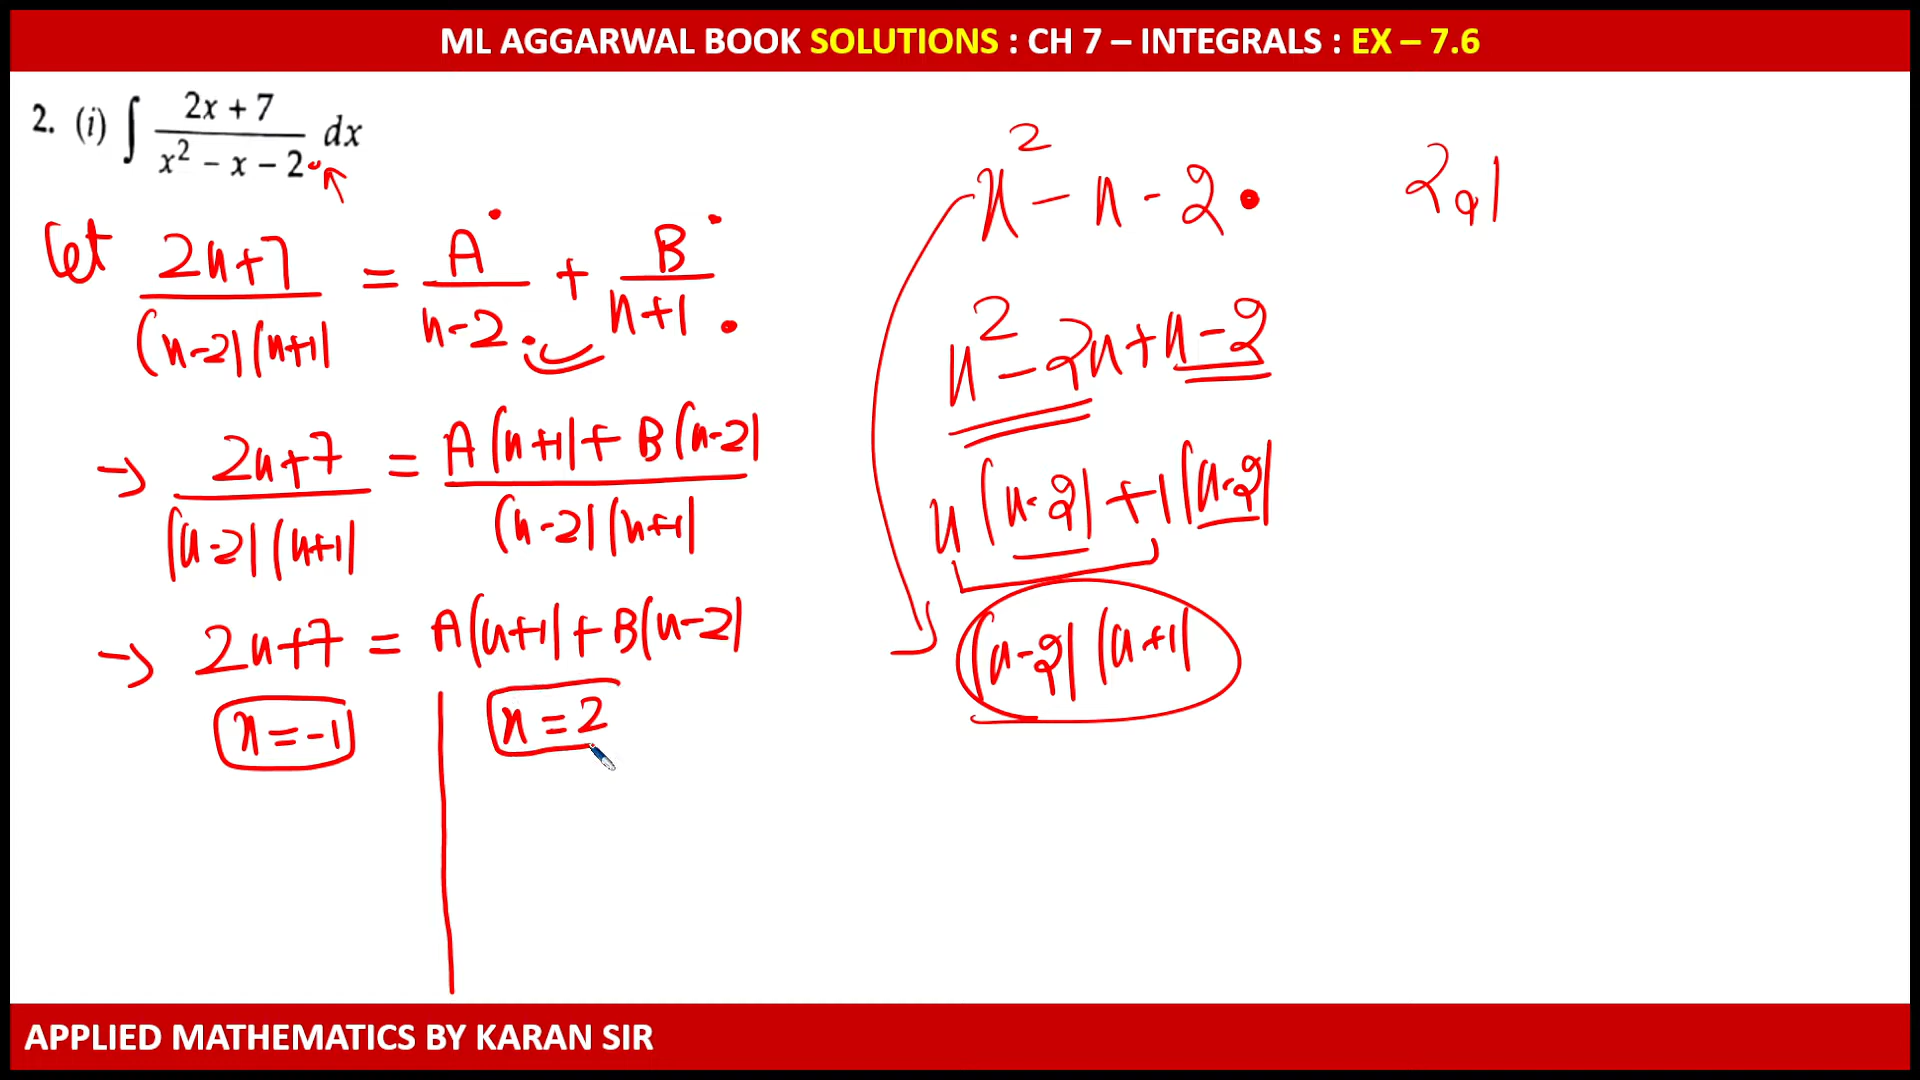 ML AGGARWAL BOOK SOLUTIONS : CH 7 – INTEGRALS : EX – 7.6
2. (i) ∫ (2x + 7)/(x² − x − 2) dx
Let (2x+7)/((x-2)(x+1)) = A/(x-2) + B/(x+1)
→ (2x+7)/((x-2)(x+1)) = (A(x+1)+B(x-2))/((x-2)(x+1))
→ 2x+7 = A(x+1)+B(x-2)
x=-1
x=2
x²-x-2
2,1
x²-2x+x-2
x(x-2)+1(x-2)
(x-2)(x+1)
APPLIED MATHEMATICS BY KARAN SIR